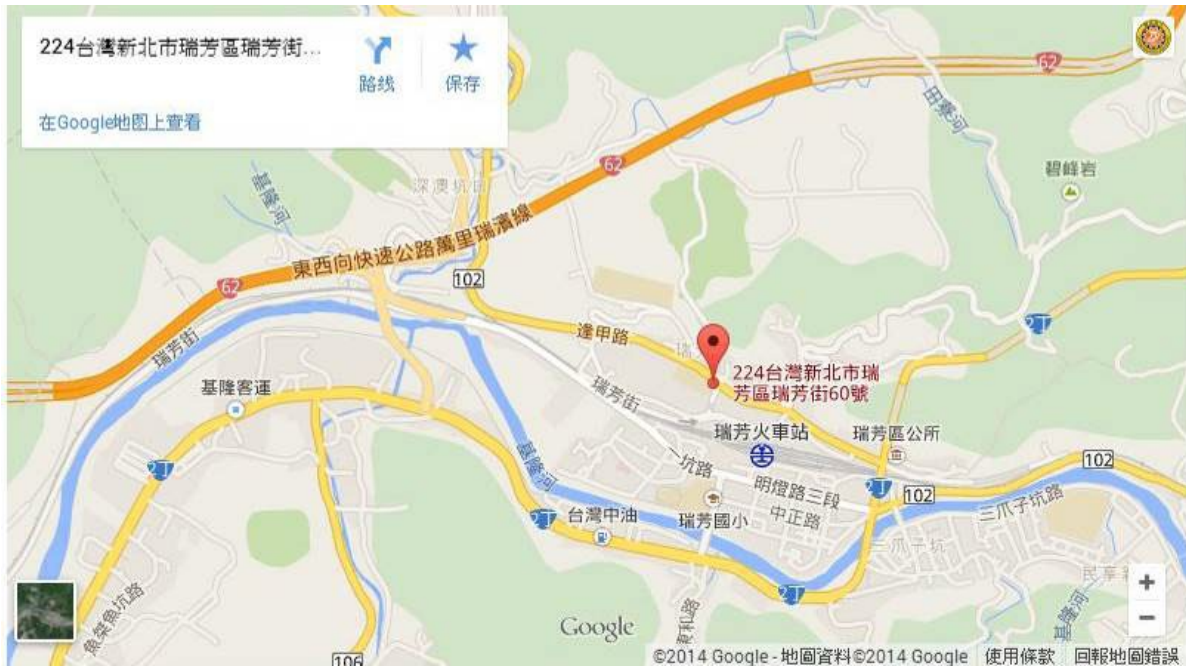 224台灣新北市瑞芳區瑞芳街...
路线
保存
在Google地图上查看
62
62
田寮河
碧峰岩
深澳坑口
基隆河
東西向快速公路萬里瑞濱線
62
102
2丁
瑞芳街
逢甲路
瑞
224台灣新北市瑞
芳區瑞芳街60號
基隆客運
瑞芳街
瑞芳火車站
瑞芳區公所
2丁
一坑路
基隆河
2丁
102
102
明燈路三段
瑞芳國小
中正路
三爪子坑路
2丁
台灣中油
三爪子坑
2丁
魚桀魚坑路
東和路
基隆河
106
Google
+
−
©2014 Google - 地圖資料©2014 Google
使用條款
回報地圖錯誤